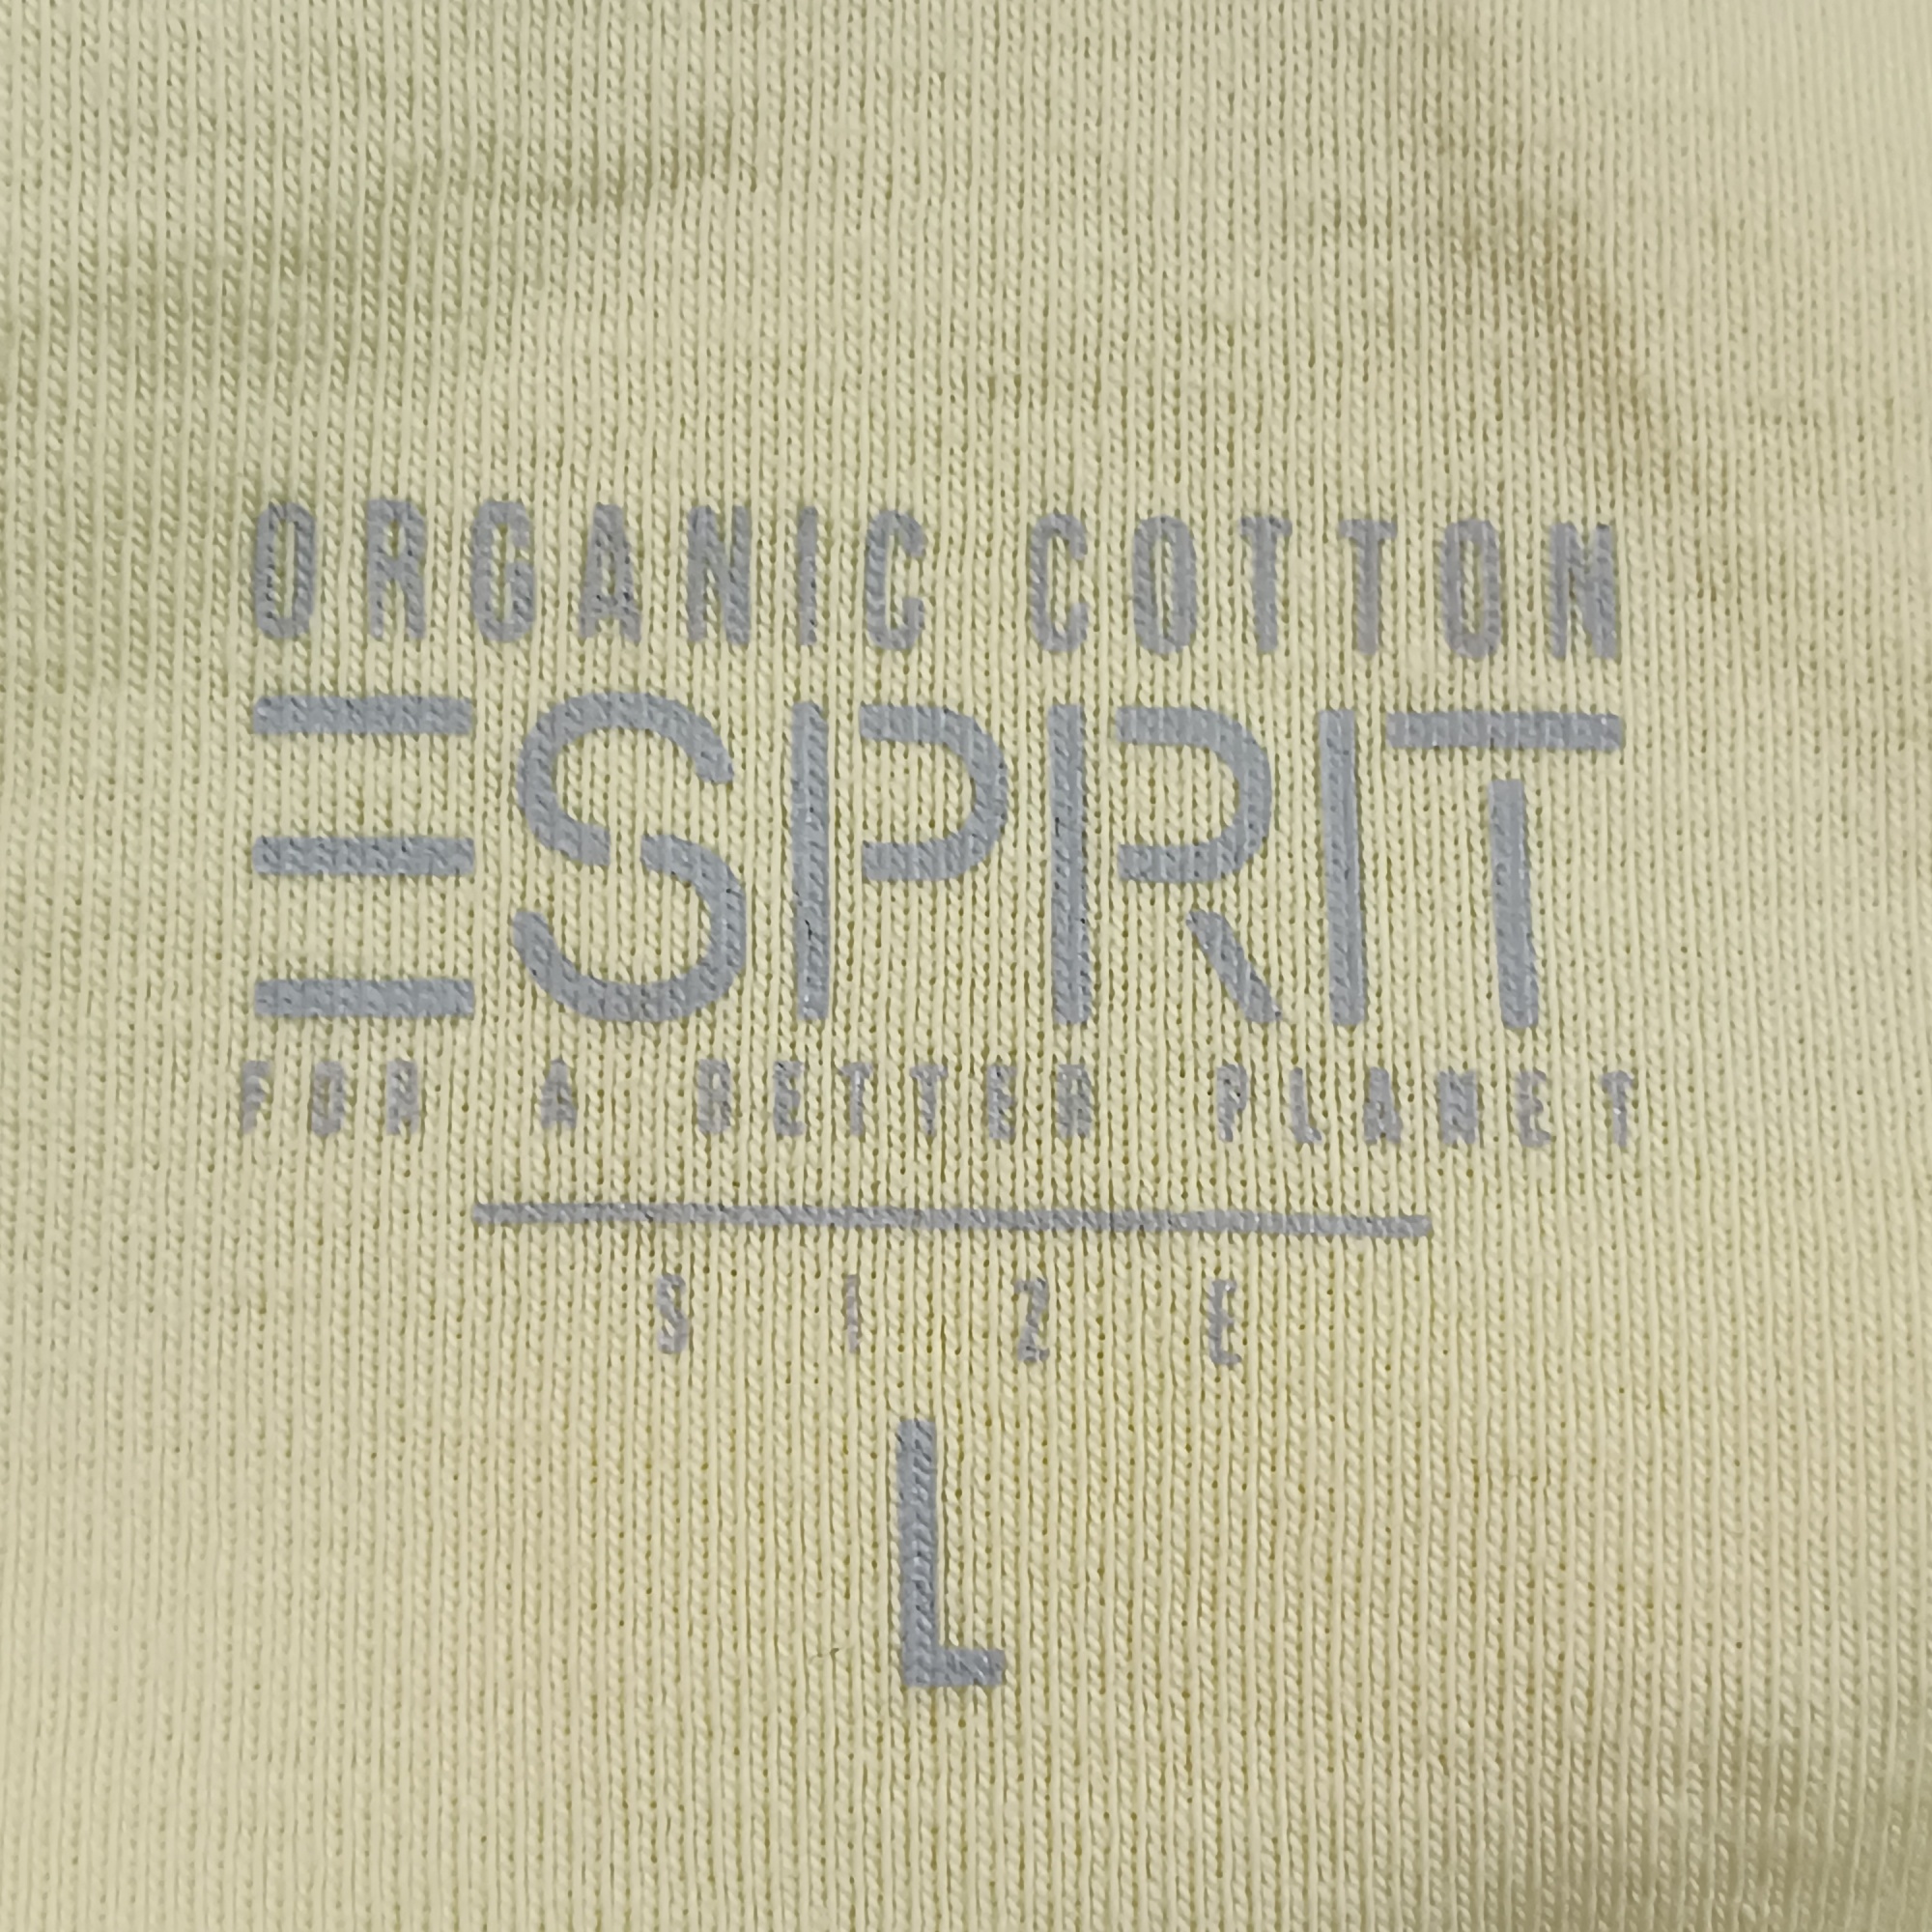 ORGANIC COTTON
ESPRIT
FOR A BETTER PLANET
SIZE
L